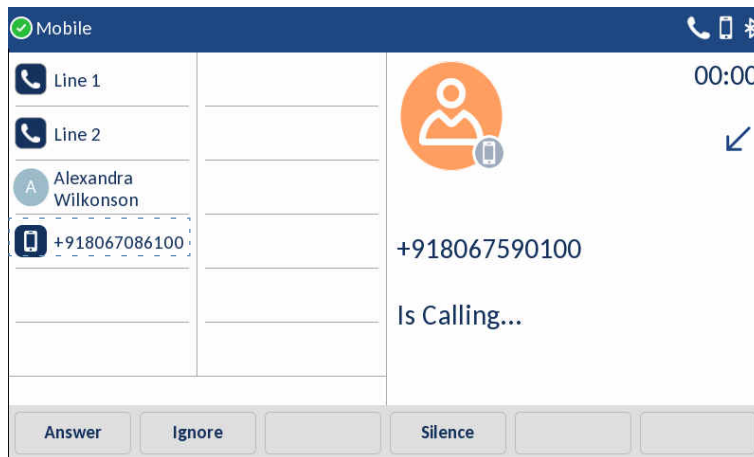 Mobile
Line 1
Line 2
A
Alexandra
Wilkonson
+918067086100
00:00
+918067590100
Is Calling...
Answer
Ignore
Silence